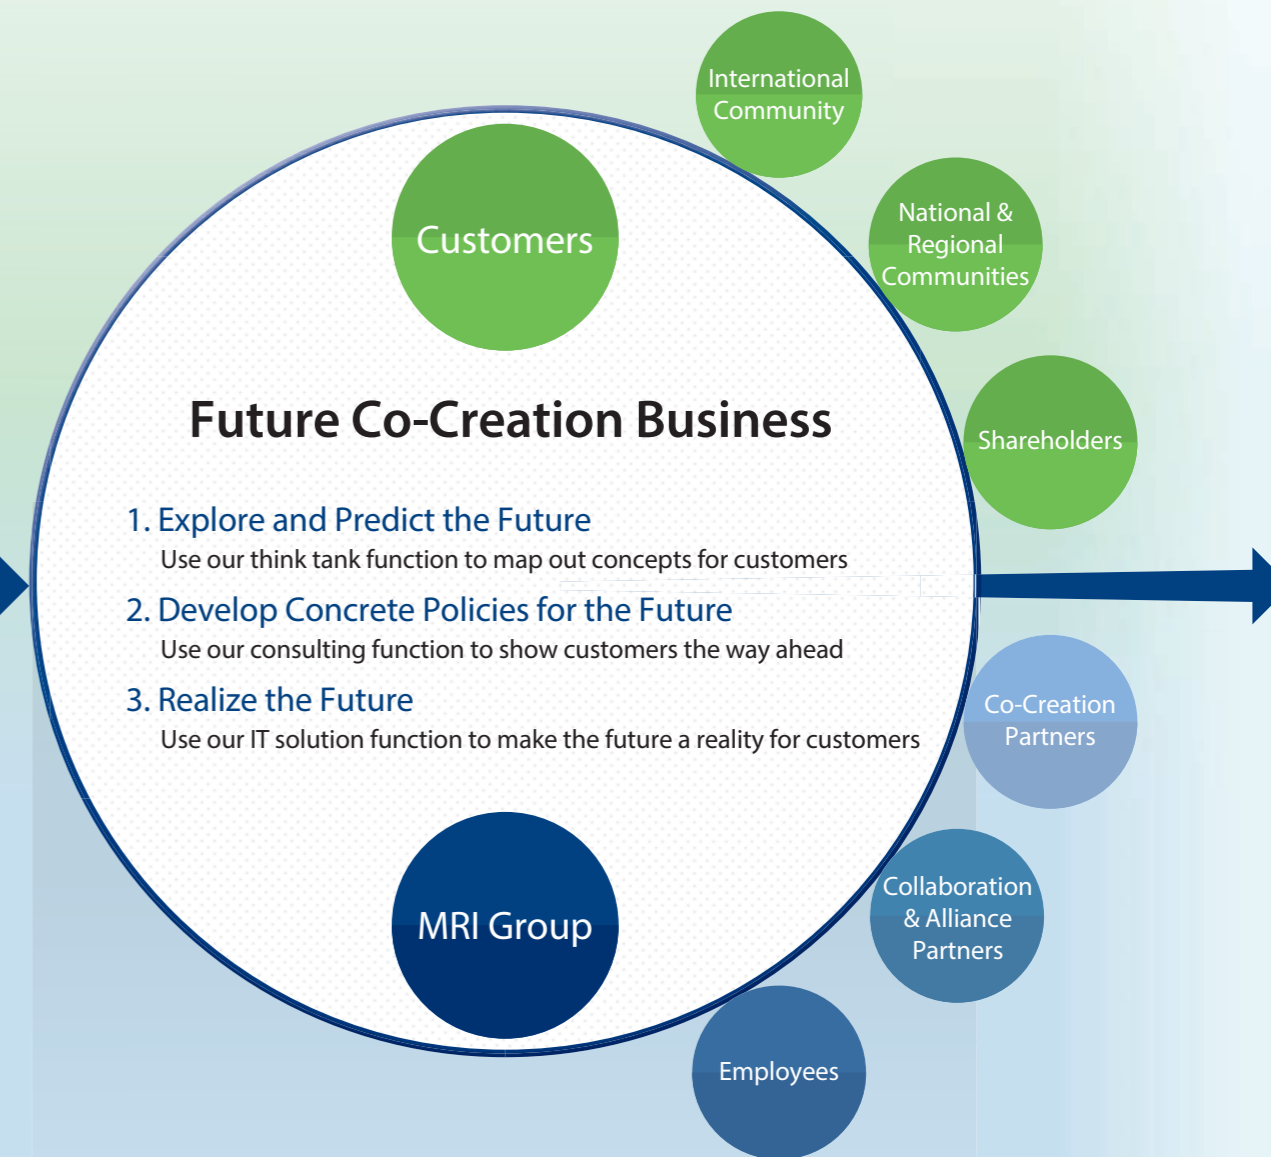 International
Community
National &
Regional
Communities
Customers
Shareholders
Future Co-Creation Business
1. Explore and Predict the Future
Use our think tank function to map out concepts for customers
2. Develop Concrete Policies for the Future
Use our consulting function to show customers the way ahead
3. Realize the Future
Use our IT solution function to make the future a reality for customers
Co-Creation
Partners
Collaboration
& Alliance
Partners
MRI Group
Employees